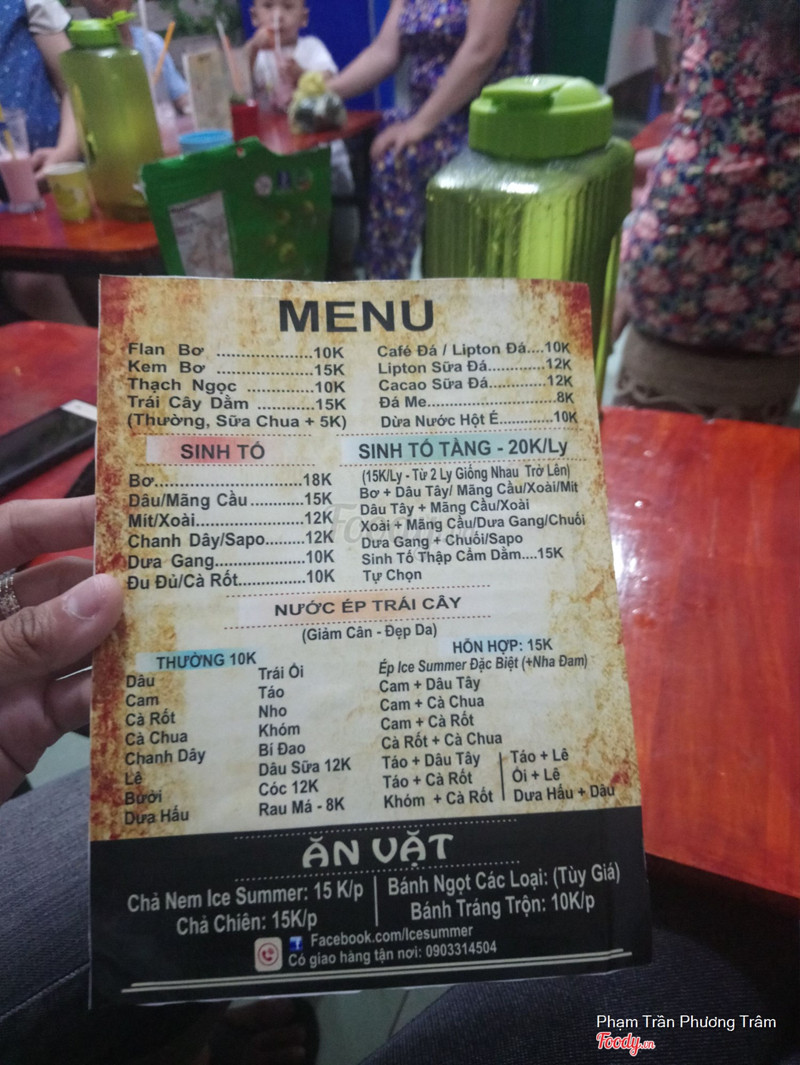 MENU
Flan Bơ ....................10K
Kem Bơ ....................15K
Thạch Ngọc ..............10K
Trái Cây Dầm ............15K
(Thường, Sữa Chua + 5K)
Café Đá / Lipton Đá....10K
Lipton Sữa Đá.............12K
Cacao Sữa Đá.............12K
Đá Me............................8K
Dừa Nước Hột É............10K
SINH TỐ
Bơ...............................18K
Dâu/Mãng Cầu............15K
Mít/Xoài......................12K
Chanh Dây/Sapo.........12K
Dưa Gang...................10K
Đu Đủ/Cà Rốt..............10K
SINH TỐ TẦNG - 20K/Ly
(15K/Ly - Từ 2 Ly Giống Nhau Trở Lên)
Bơ + Dâu Tây/ Mãng Cầu/Xoài/Mít
Dâu Tây + Mãng Cầu/Xoài
Xoài + Mãng Cầu/Dưa Gang/Chuối
Dưa Gang + Chuối/Sapo
Sinh Tố Thập Cẩm Dầm....15K
Tự Chọn
NƯỚC ÉP TRÁI CÂY
(Giảm Cân - Đẹp Da)
THƯỜNG 10K
Dâu
Cam
Cà Rốt
Cà Chua
Chanh Dây
Lê
Bưởi
Dưa Hấu
Trái Ổi
Táo
Nho
Khóm
Bí Đao
Dâu Sữa 12K
Cóc 12K
Rau Má - 8K
HỖN HỢP: 15K
Ép Ice Summer Đặc Biệt (+Nha Đam)
Cam + Dâu Tây
Cam + Cà Chua
Cam + Cà Rốt
Cà Rốt + Cà Chua
Táo + Dâu Tây
Táo + Cà Rốt
Khóm + Cà Rốt
Táo + Lê
Ổi + Lê
Dưa Hấu + Dâu
ĂN VẶT
Chả Nem Ice Summer: 15 K/p
Chả Chiên: 15K/p
Bánh Ngọt Các Loại: (Tùy Giá)
Bánh Tráng Trộn: 10K/p
Facebook.com/Icesummer
Có giao hàng tận nơi: 0903314504
Phạm Trần Phương Trâm
Foody.vn